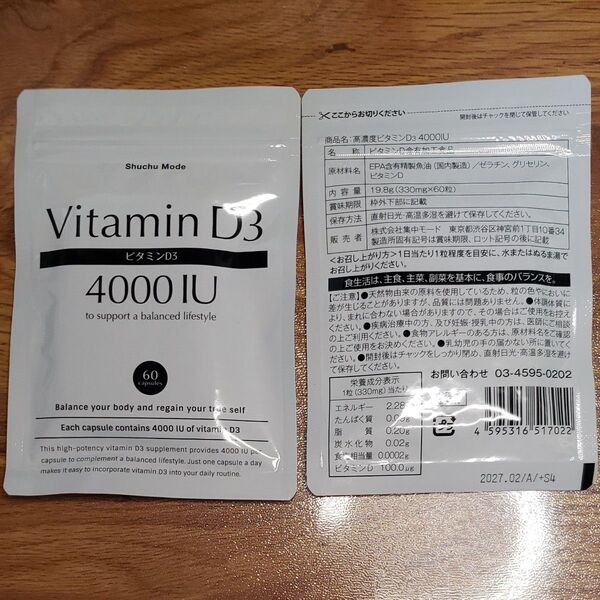 Shuchu Mode
Vitamin D3
ビタミンD3
4000 IU
to support a balanced lifestyle
60
capsules
Balance your body and regain your true self
Each capsule contains 4000 IU of vitamin D3
This high-potency vitamin D3 supplement provides 4000 IU per
capsule to complement a balanced lifestyle. Just one capsule a day
makes it easy to incorporate vitamin D3 into your daily routine.
ここからお切りください
開封後はチャックを閉じて保管してください。
商品名:高濃度ビタミンD3 4000IU
名 称 ビタミンD含有加工食品
原材料名 EPA含有精製魚油(国内製造)/ゼラチン、グリセリン、
ビタミンD
内 容 量 19.8g(330mg×60粒)
賞味期限 枠外下部に記載
保存方法 直射日光・高温多湿を避けて保存してください。
販 売 者 株式会社集中モード 東京都渋谷区神宮前1丁目10番34
製造所固有記号は賞味期限、ロット記号の後に記載
<お召し上がり方>1日当たり1粒程度を目安に、水またはぬるま湯で
お召し上がりください。
食生活は、主食、主菜、副菜を基本に、食事のバランスを。
【ご注意】●天然物由来の原料を使用しているため、粒の色やにおいに
差が生じることがありますが、品質には問題ありません。●体調体質に
より、まれに合わない場合がありますので、その場合はご使用をお控え
ください。●疾病治療中の方、及び妊娠・授乳中の方は、医師にご相談
の上ご利用ください。●食物アレルギーのある方は、原材料名をご確認
の上ご使用をお決めください。●乳幼児の手の届かない所に置いてくだ
さい。●開封後はチャックをしっかり閉め、直射日光・高温多湿を避け
て保存してください。
お問い合わせ 03-4595-0202
栄養成分表示
1粒(330mg)当たり
エネルギー 2.28
たんぱく質
脂 質 0.20g
炭水化物 0.02g
食塩相当量 0.0002g
ビタミンD 100.0μg
4 595316 517022
2027.02/A/+S4